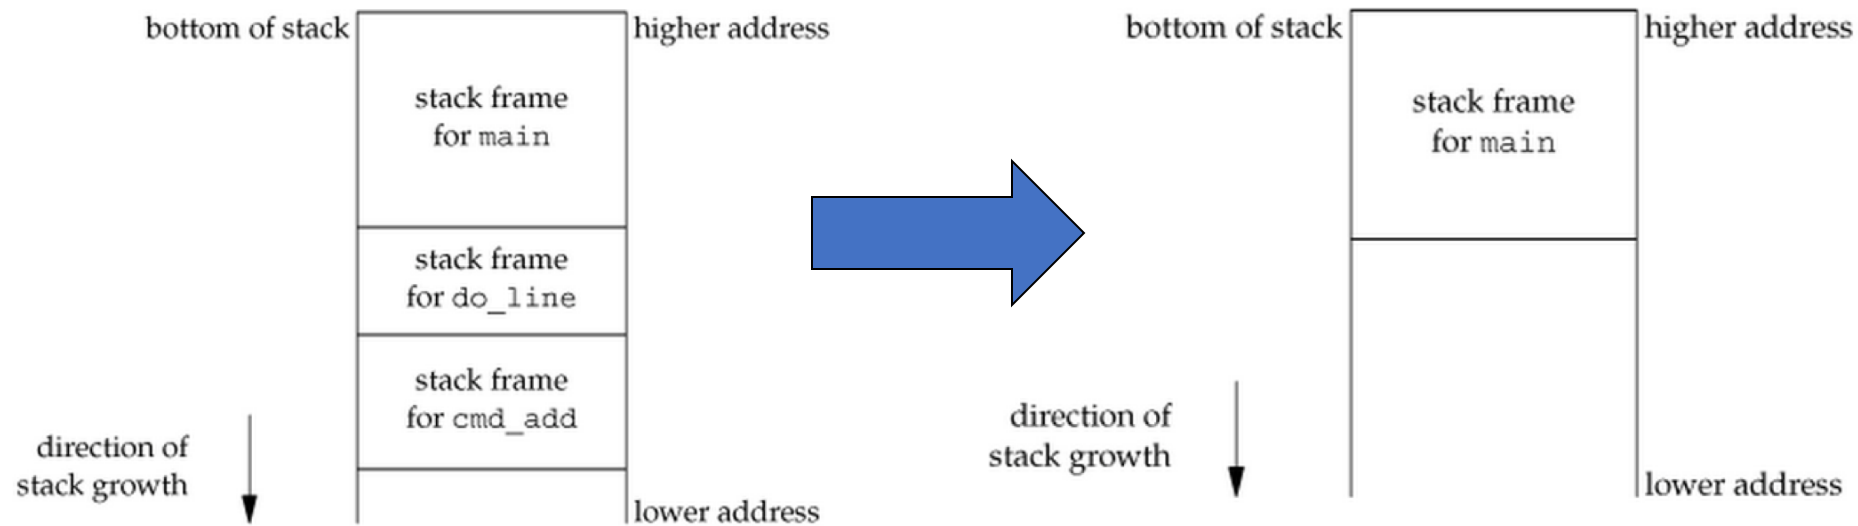 bottom of stack
higher address
stack frame
for main
stack frame
for do_line
stack frame
for cmd_add
direction of
stack growth
lower address
bottom of stack
higher address
stack frame
for main
direction of
stack growth
lower address